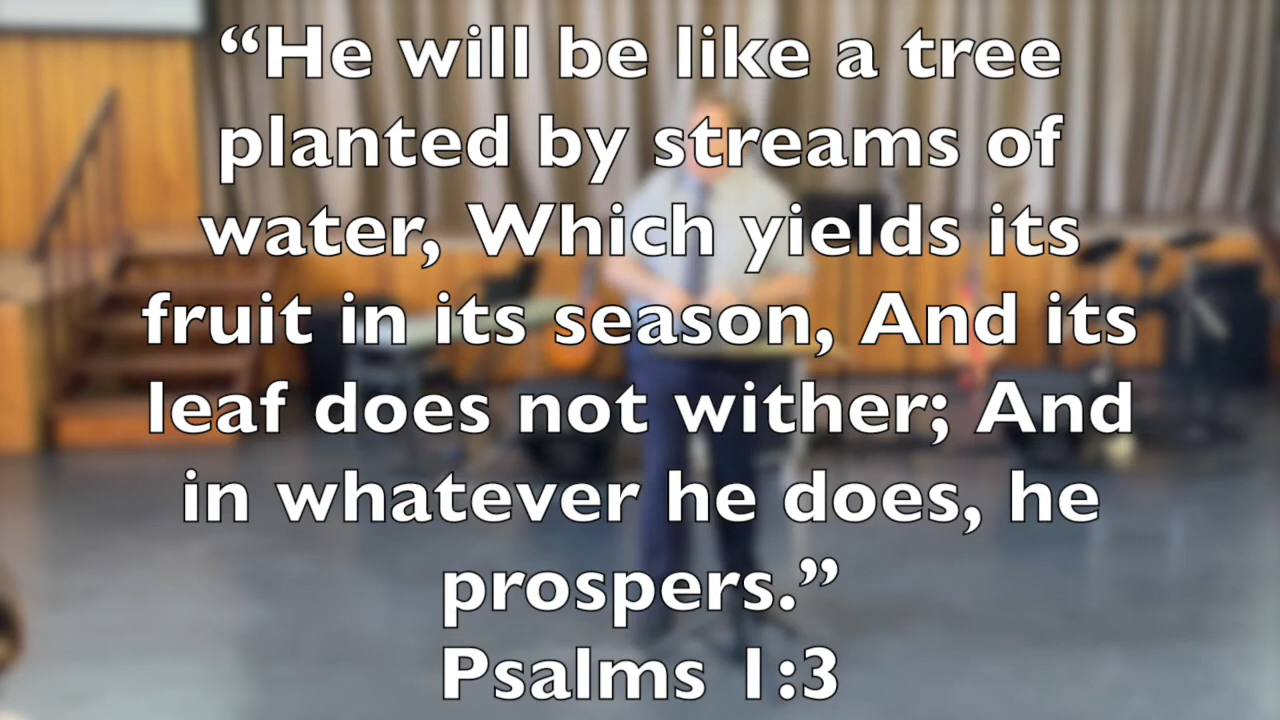 “He will be like a tree
planted by streams of
water, Which yields its
fruit in its season, And its
leaf does not wither; And
in whatever he does, he
prospers.”
Psalms 1:3